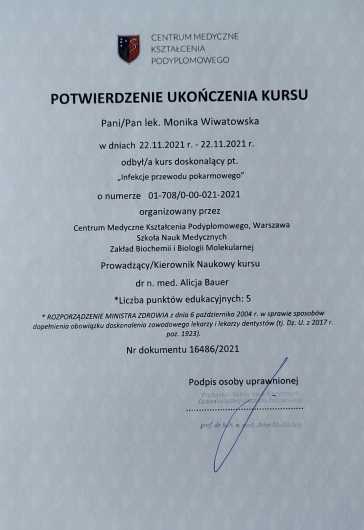 CENTRUM MEDYCZNE
KSZTAŁCENIA
PODYPLOMOWEGO
POTWIERDZENIE UKOŃCZENIA KURSU
Pani/Pan lek. Monika Wiwatowska
w dniach 22.11.2021 r. - 22.11.2021 r.
odbył/a kurs doskonalący pt.
„Infekcje przewodu pokarmowego"
o numerze 01-708/0-00-021-2021
organizowany przez
Centrum Medyczne Kształcenia Podyplomowego, Warszawa
Szkoła Nauk Medycznych
Zakład Biochemii i Biologii Molekularnej
Prowadzący/Kierownik Naukowy kursu
dr n. med. Alicja Bauer
*Liczba punktów edukacyjnych: 5
* ROZPORZĄDZENIE MINISTRA ZDROWIA z dnia 6 października 2004 r. w sprawie sposobów
dopełnienia obowiązku doskonalenia zawodowego lekarzy i lekarzy dentystów (tj. Dz. U. z 2017 r.
poz. 1923).
Nr dokumentu 16486/2021
Podpis osoby uprawnionej
prof. dr hab. n. med.